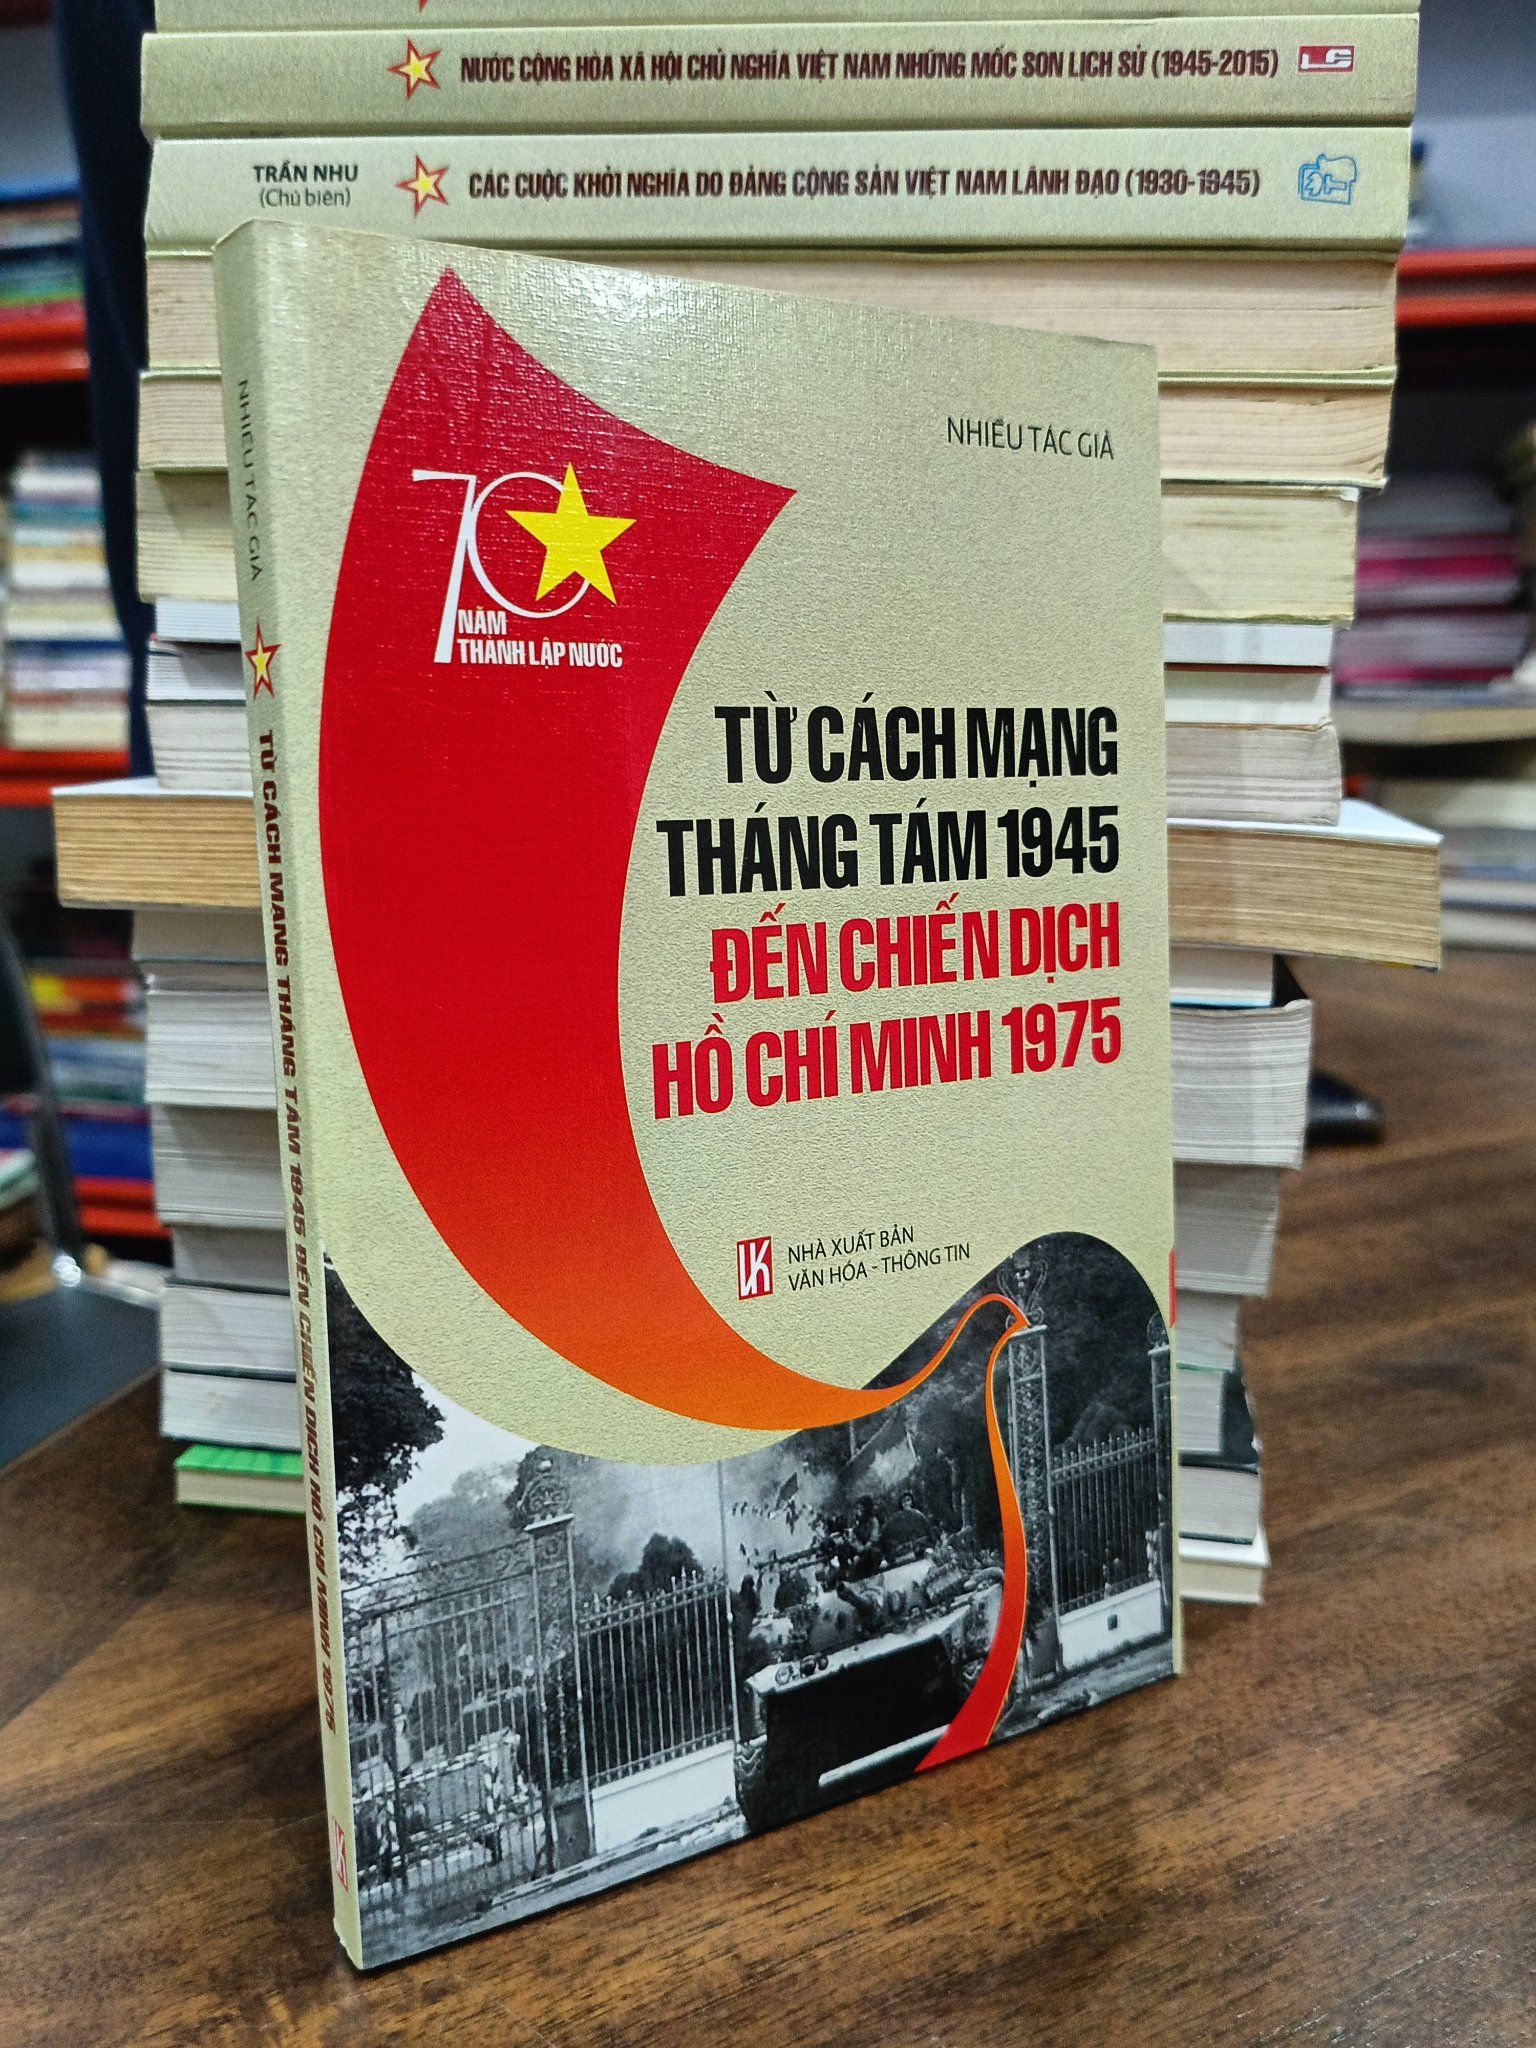 NƯỚC CỘNG HÒA XÃ HỘI CHỦ NGHĨA VIỆT NAM NHỮNG MỐC SON LỊCH SỬ (1945-2015)
TRẦN NHU
(Chủ biên)
CÁC CUỘC KHỞI NGHĨA DO ĐẢNG CỘNG SẢN VIỆT NAM LÃNH ĐẠO (1930-1945)
NHIỀU TÁC GIẢ
70
NĂM
THÀNH LẬP NƯỚC
TỪ CÁCH MẠNG
THÁNG TÁM 1945
ĐẾN CHIẾN DỊCH
HỒ CHÍ MINH 1975
NHÀ XUẤT BẢN
VĂN HÓA - THÔNG TIN
NHIỀU TÁC GIẢ
TỪ CÁCH MẠNG THÁNG TÁM 1945 ĐẾN CHIẾN DỊCH HỒ CHÍ MINH 1975